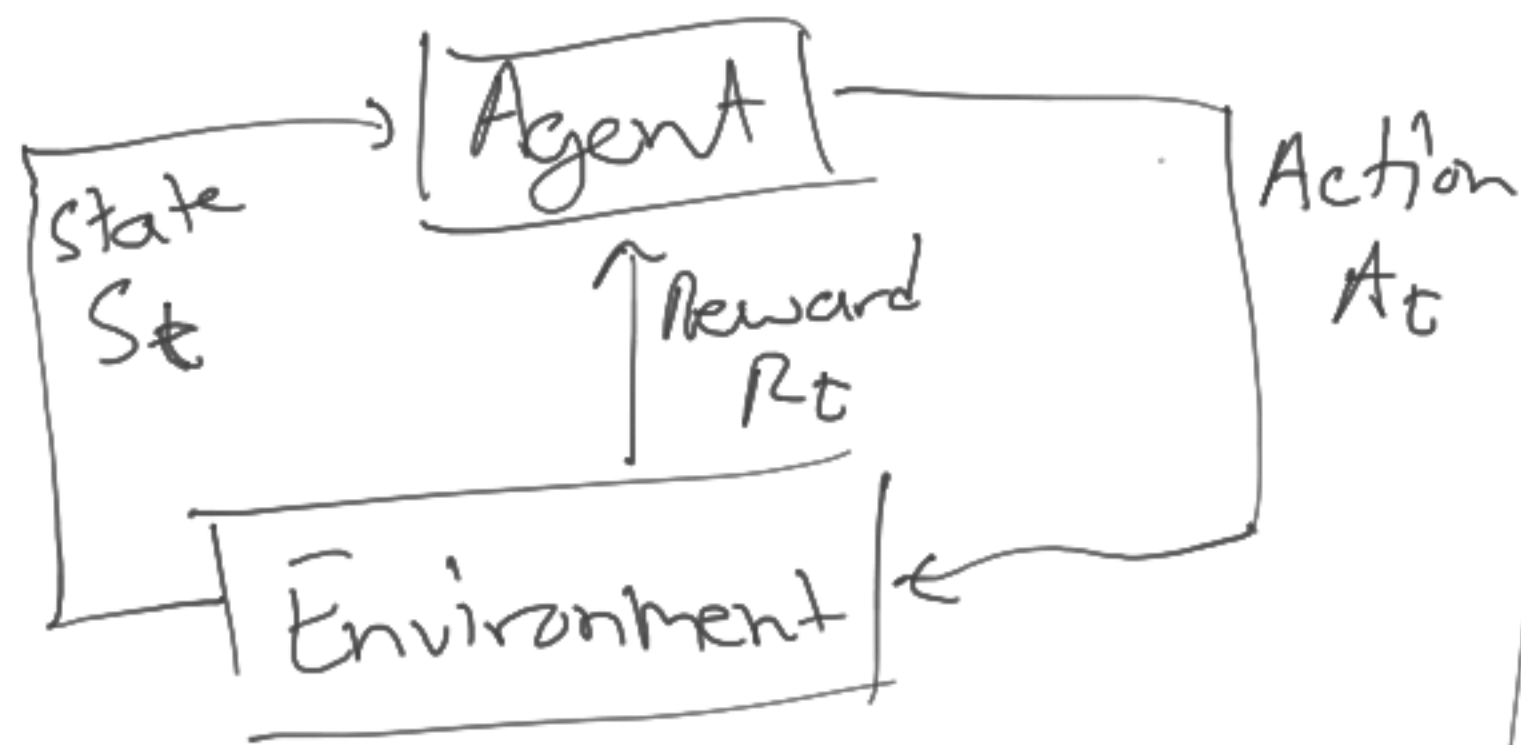 Agent
State
St
Reward
Rt
Action
At
Environment